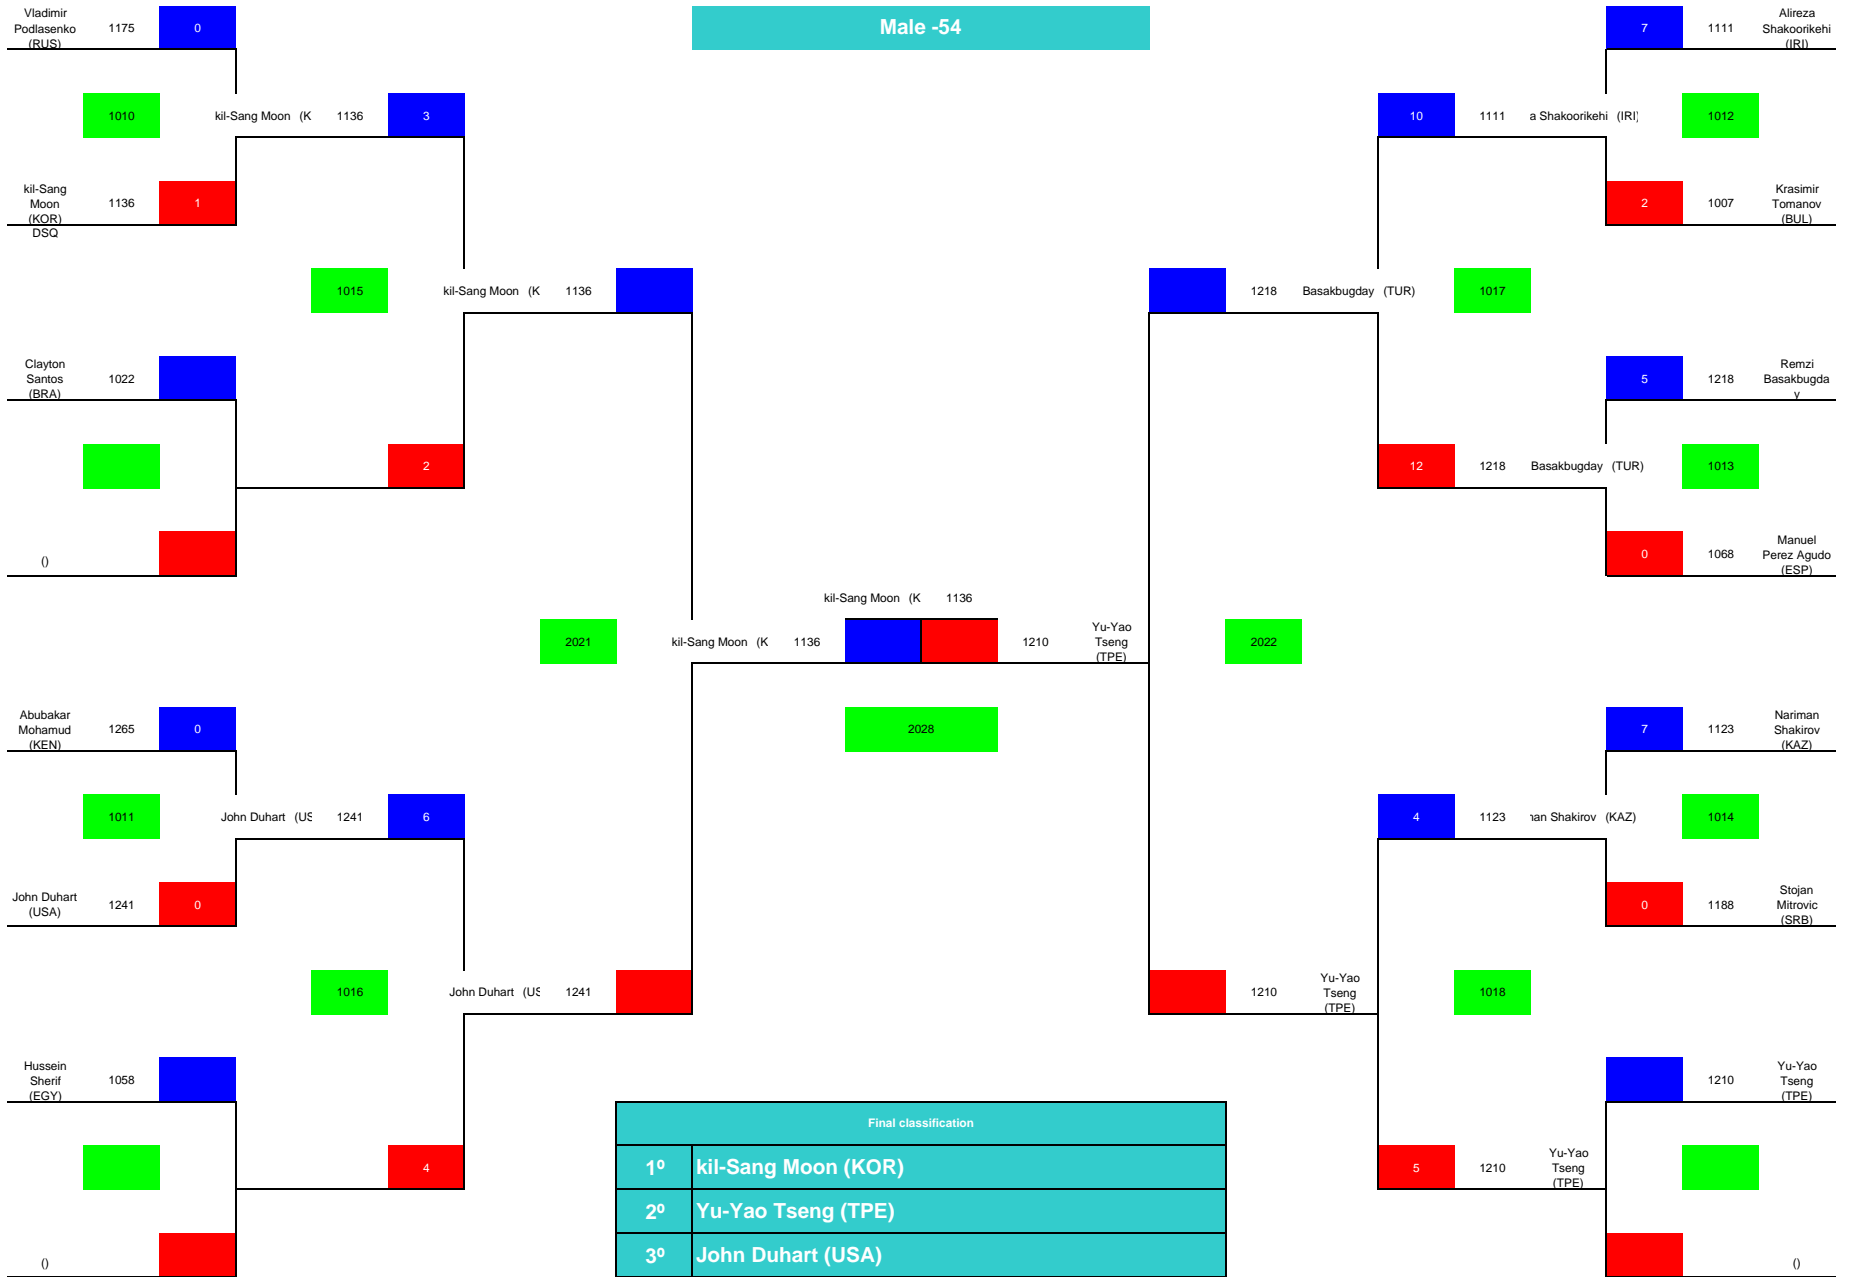 Male -54
Vladimir
Podlasenko
(RUS)
1175
0
1010
kil-Sang Moon (K
1136
3
kil-Sang
Moon
(KOR)
DSQ
1136
1
1015
kil-Sang Moon (K
1136
Clayton
Santos
(BRA)
1022
2
()
2021
kil-Sang Moon (K
1136
Abubakar
Mohamud
(KEN)
1265
0
1011
John Duhart (US
1241
6
John Duhart
(USA)
1241
0
1016
John Duhart (US
1241
Hussein
Sherif
(EGY)
1058
4
()
kil-Sang Moon (K
1136
2028
7
1111
Alireza
Shakoorikehi
(IRI)
10
1111
a Shakoorikehi (IRI)
1012
2
1007
Krasimir
Tomanov
(BUL)
1218
Basakbugday (TUR)
1017
5
1218
Remzi
Basakbugda
y
12
1218
Basakbugday (TUR)
1013
0
1068
Manuel
Perez Agudo
(ESP)
1210
Yu-Yao
Tseng
(TPE)
2022
7
1123
Nariman
Shakirov
(KAZ)
4
1123
nan Shakirov (KAZ)
1014
0
1188
Stojan
Mitrovic
(SRB)
1210
Yu-Yao
Tseng
(TPE)
1018
1210
Yu-Yao
Tseng
(TPE)
5
1210
Yu-Yao
Tseng
(TPE)
()
Final classification
1º kil-Sang Moon (KOR)
2º Yu-Yao Tseng (TPE)
3º John Duhart (USA)